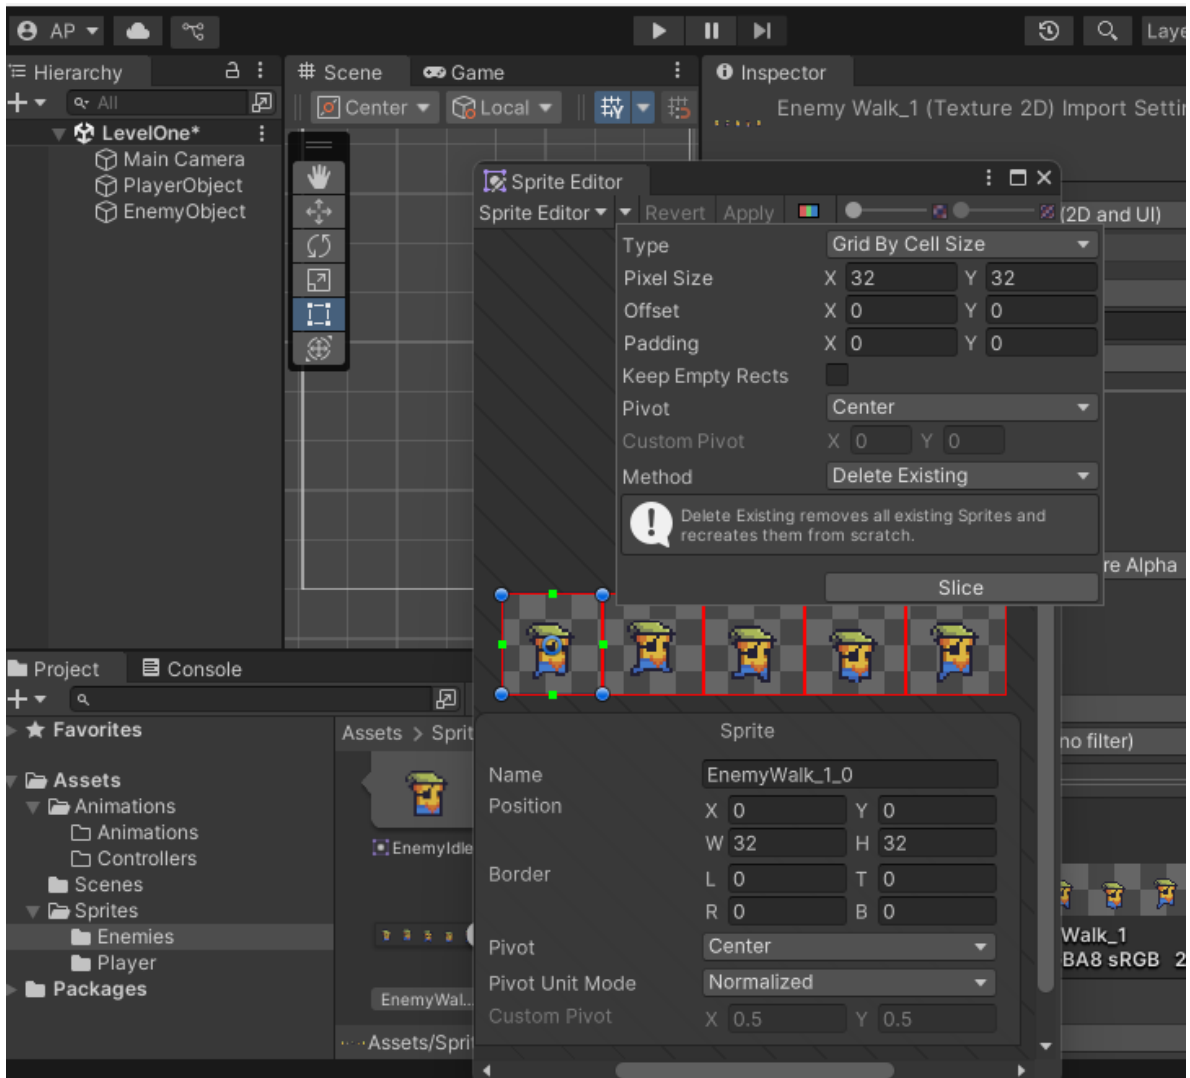 AP
Laye
Hierarchy
All
LevelOne*
Main Camera
PlayerObject
EnemyObject
Scene
Game
Center
Local
Inspector
Enemy Walk_1 (Texture 2D) Import Setti
(2D and UI)
re Alpha
no filter)
Walk_1
BA8 sRGB 2
Sprite Editor
Sprite Editor
Revert
Apply
Type Grid By Cell Size
Pixel Size X 32 Y 32
Offset X 0 Y 0
Padding X 0 Y 0
Keep Empty Rects
Pivot Center
Custom Pivot X 0 Y 0
Method Delete Existing
Delete Existing removes all existing Sprites and
recreates them from scratch.
Slice
Sprite
Name EnemyWalk_1_0
Position X 0 Y 0
W 32 H 32
Border L 0 T 0
R 0 B 0
Pivot Center
Pivot Unit Mode Normalized
Custom Pivot X 0.5 Y 0.5
Project
Console
Favorites
Assets
Animations
Animations
Controllers
Scenes
Sprites
Enemies
Player
Packages
Assets > Sprit
EnemyIdle
EnemyWal...
Assets/Sprit